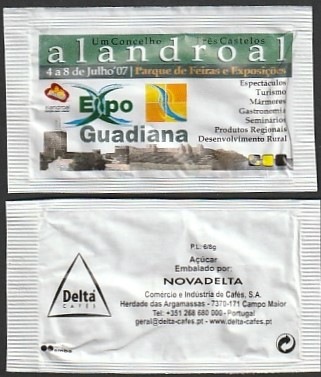 Um Concelho Três Castelos
alandroal
4 a 8 de Julho'07 | Parque de Feiras e Exposições
Expo
Guadiana
Espectáculos
Turismo
Mármores
Gastronomia
Seminários
Produtos Regionais
Desenvolvimento Rural
P.L.: 6/8g
Açúcar
Embalado por:
NOVADELTA
Comércio e Indústria de Cafés, S.A.
Herdade das Argamassas - 7370-171 Campo Maior
Tel: +351 268 680 000 - Portugal
geral@delta-cafes.pt - www.delta-cafes.pt
Delta
CAFÉS